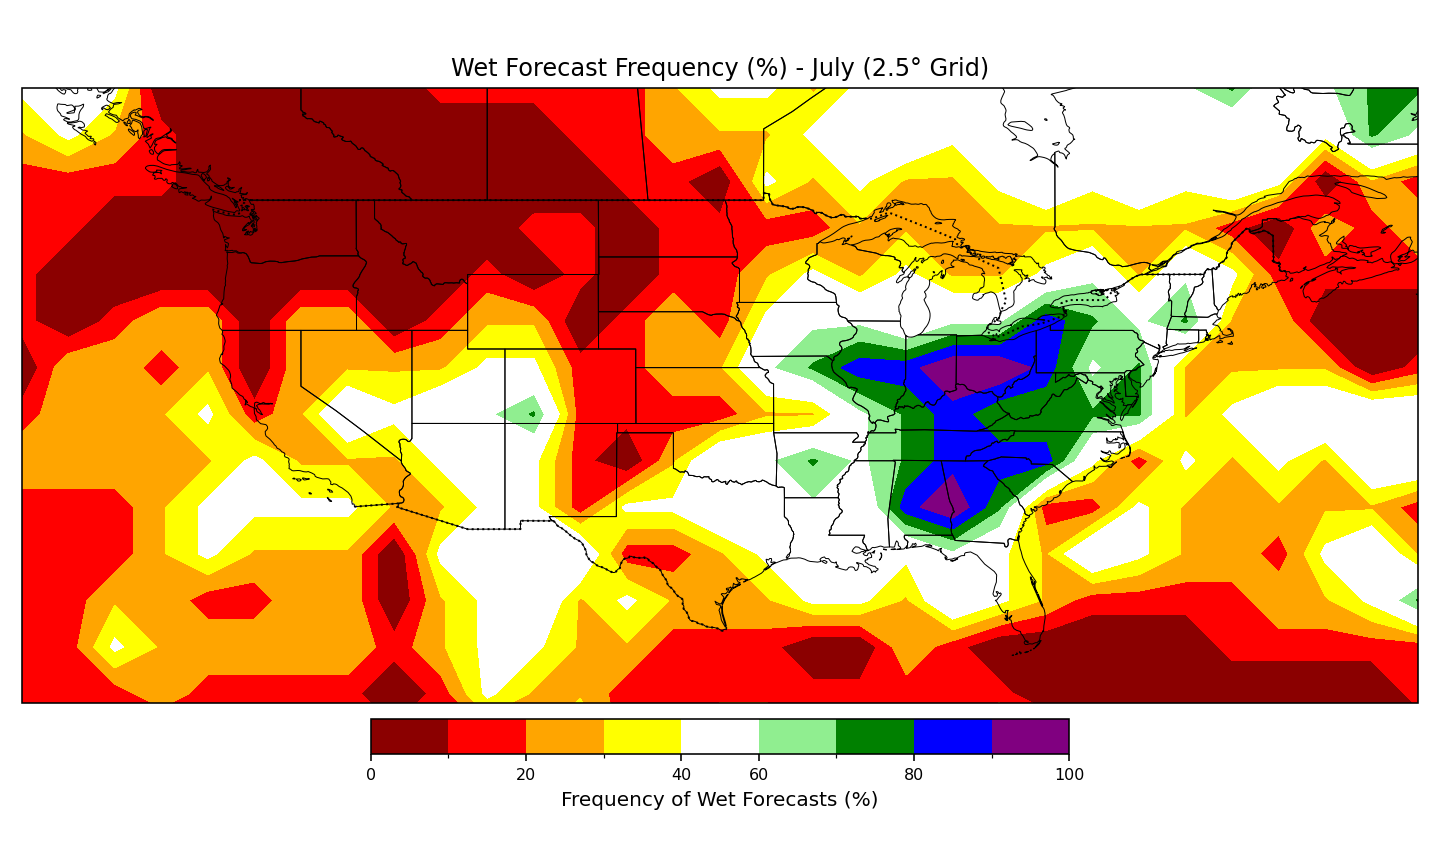 Wet Forecast Frequency (%) - July (2.5° Grid)
0 20 40 60 80 100
Frequency of Wet Forecasts (%)